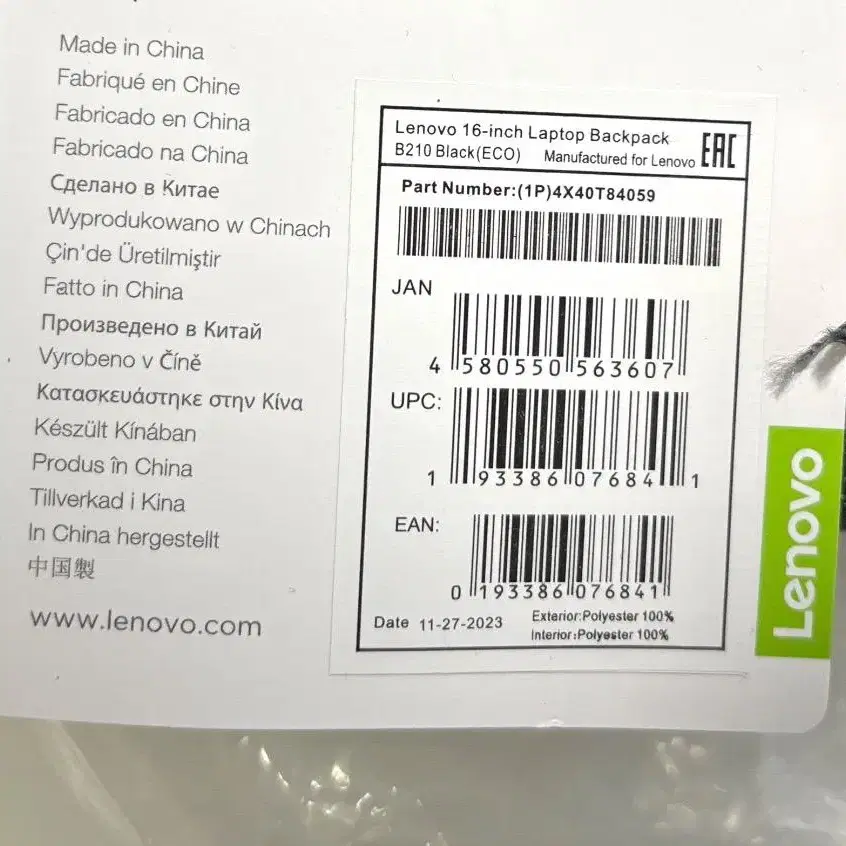 Made in China
Fabriqué en Chine
Fabricado en China
Fabricado na China
Сделано в Китае
Wyprodukowano w Chinach
Çin'de Üretilmiştir
Fatto in China
Произведено в Китай
Vyrobeno v Číně
Κατασκευάστηκε στην Κίνα
Készült Kínában
Produs în China
Tillverkad i Kina
In China hergestellt
中国製
www.lenovo.com
Lenovo 16-inch Laptop Backpack
B210 Black(ECO) Manufactured for Lenovo
EAC
Part Number:(1P)4X40T84059
JAN
4 580550 563607
UPC:
1 93386 07684 1
EAN:
0 193386 076841
Date 11-27-2023
Exterior:Polyester 100%
Interior:Polyester 100%
Lenovo